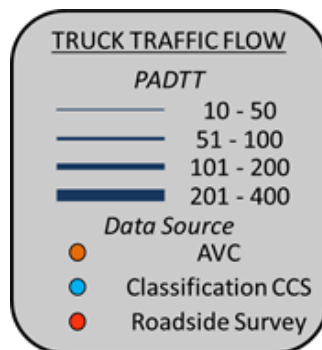 TRUCK TRAFFIC FLOW
PADTT
10 - 50
51 - 100
101 - 200
201 - 400
Data Source
AVC
Classification CCS
Roadside Survey